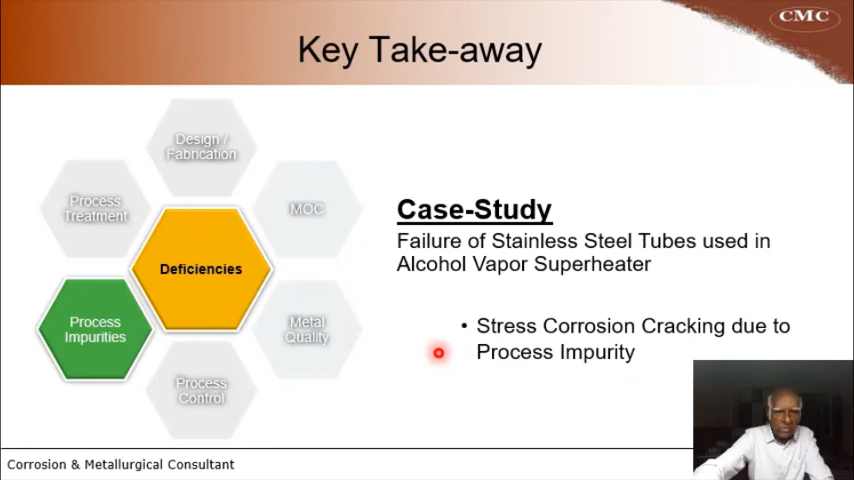 CMC
Key Take-away
Design /
Fabrication
Process
Treatment
MOC
Deficiencies
Process
Impurities
Metal
Quality
Process
Control
Case-Study
Failure of Stainless Steel Tubes used in
Alcohol Vapor Superheater
• Stress Corrosion Cracking due to
Process Impurity
Corrosion & Metallurgical Consultant